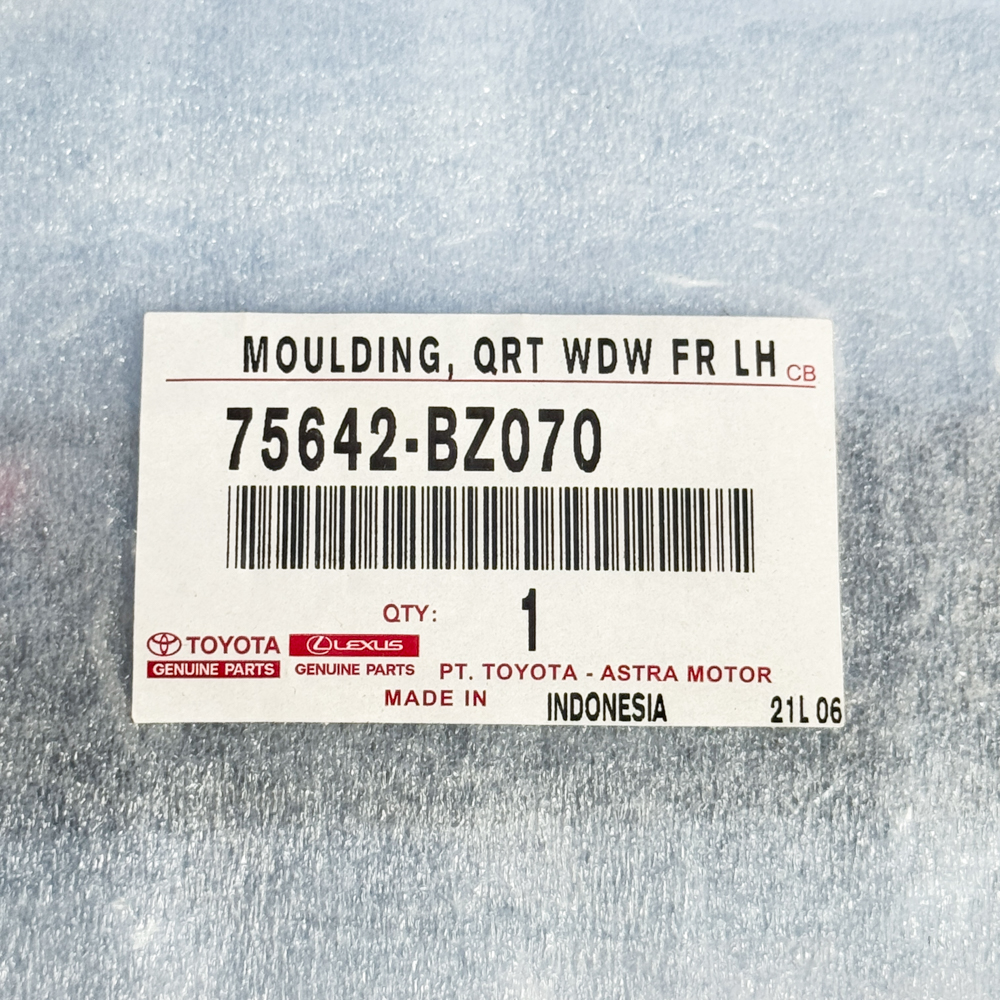 MOULDING, QRT WDW FR LH CB
75642-BZ070
QTY: 1
TOYOTA LEXUS
GENUINE PARTS GENUINE PARTS PT. TOYOTA - ASTRA MOTOR
MADE IN INDONESIA 21L 06